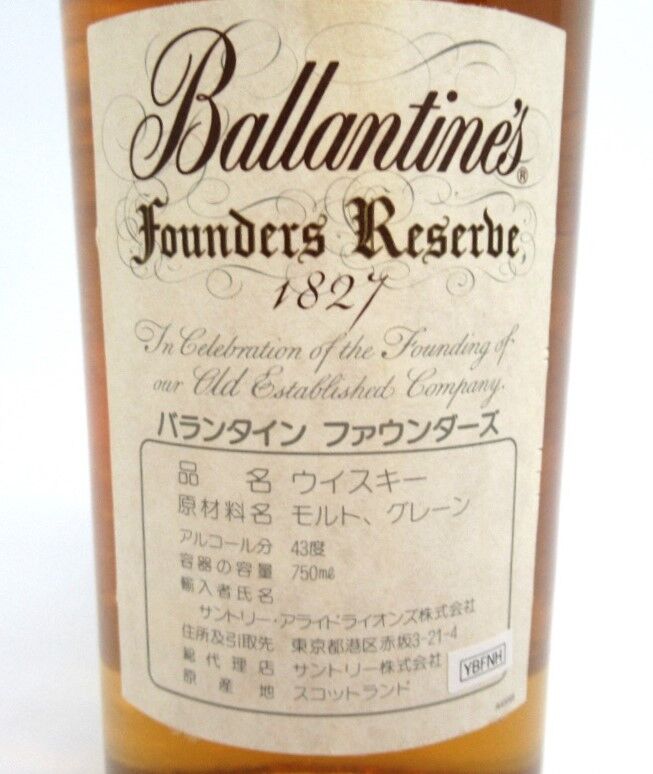 Ballantine's®
Founders Reserve
1827
In Celebration of the Founding of
our Old Established Company.
バランタイン ファウンダーズ
品名 ウイスキー
原材料名 モルト、グレーン
アルコール分 43度
容器の容量 750mℓ
輸入者氏名
サントリー・アライドライオンズ株式会社
住所及引取先 東京都港区赤坂3-21-4
総代理店 サントリー株式会社
YBFNH
原産地 スコットランド